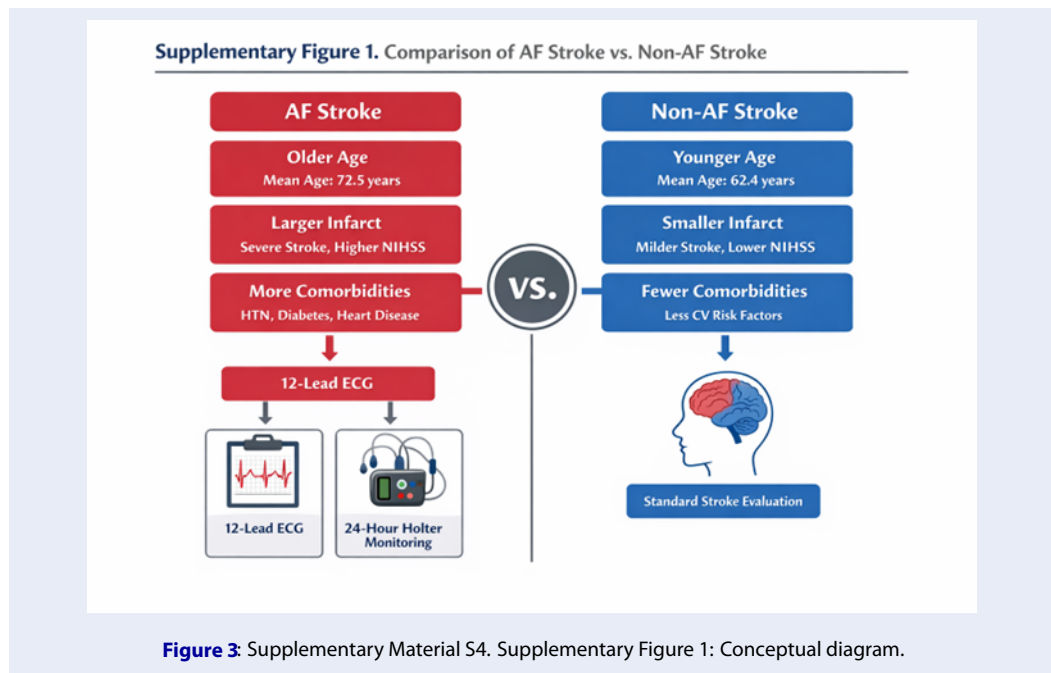 Supplementary Figure 1. Comparison of AF Stroke vs. Non-AF Stroke
AF Stroke
Older Age
Mean Age: 72.5 years
Larger Infarct
Severe Stroke, Higher NIHSS
More Comorbidities
HTN, Diabetes, Heart Disease
12-Lead ECG
12-Lead ECG
24-Hour Holter
Monitoring
VS.
Non-AF Stroke
Younger Age
Mean Age: 62.4 years
Smaller Infarct
Milder Stroke, Lower NIHSS
Fewer Comorbidities
Less CV Risk Factors
Standard Stroke Evaluation
Figure 3: Supplementary Material S4. Supplementary Figure 1: Conceptual diagram.